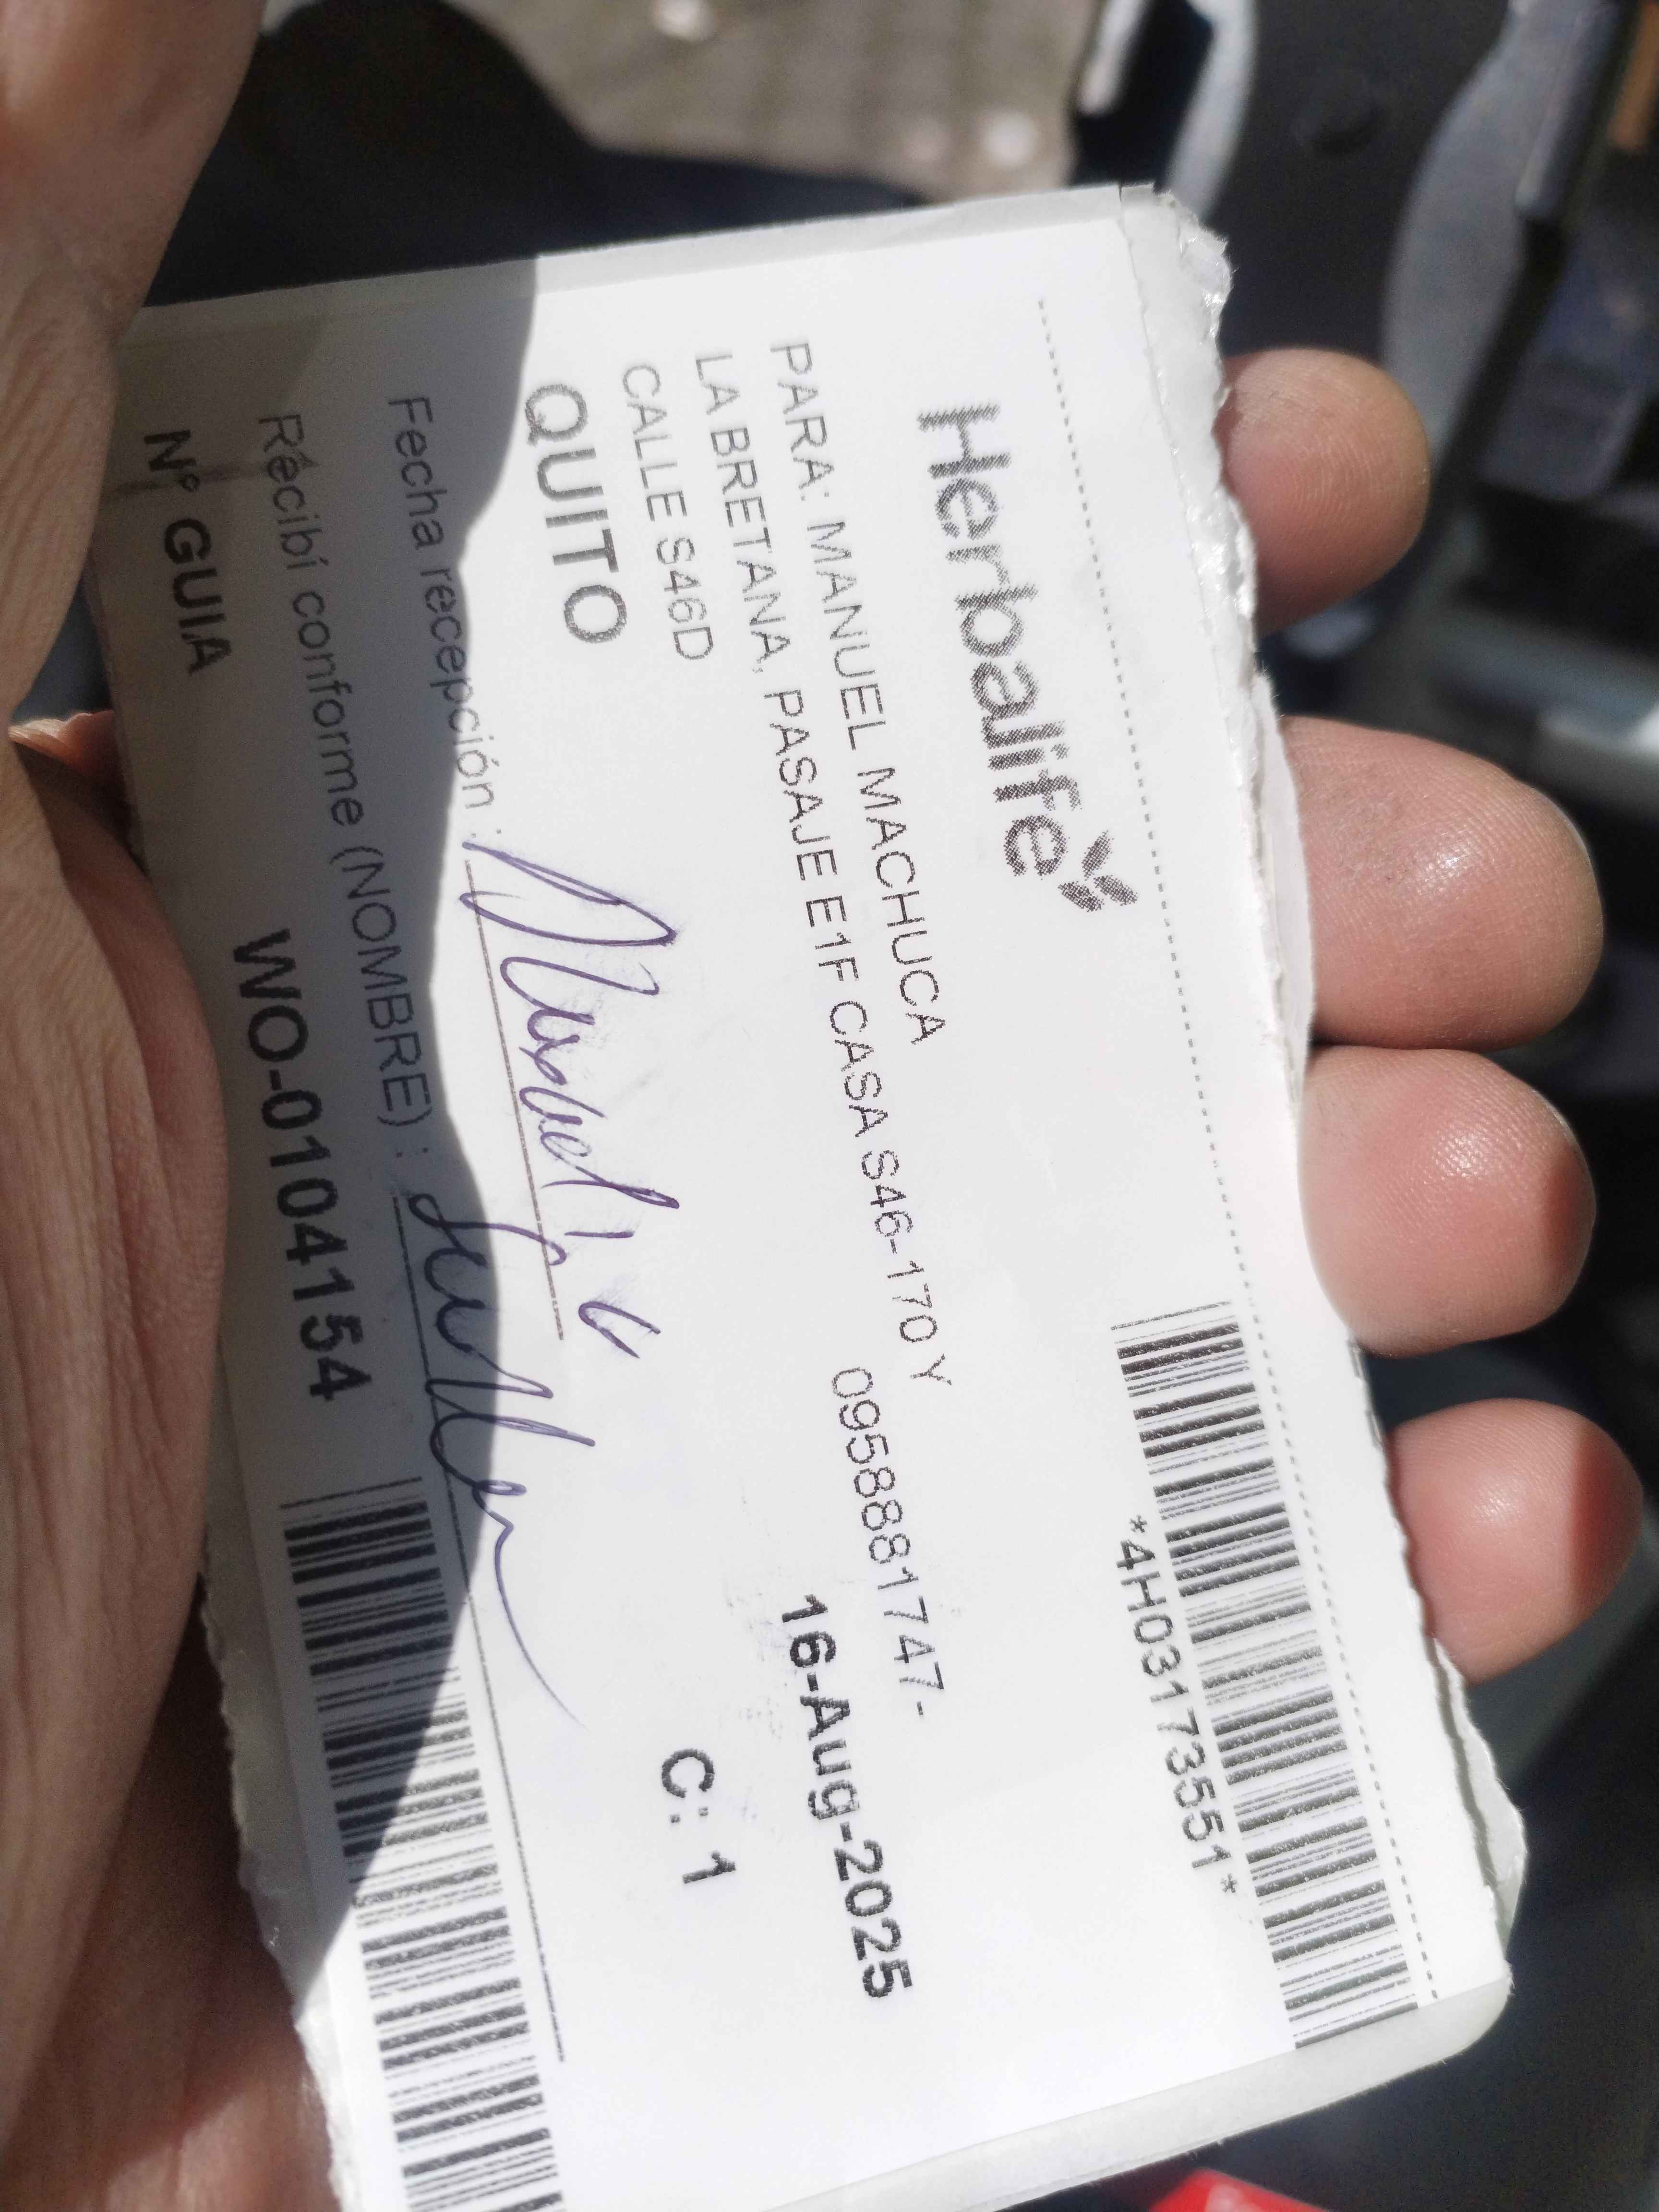 Herbalife
*4H03173551*
PARA: MANUEL MACHUCA
0958881747-
LA BRETANA, PASAJE E1F CASA S46-170 Y
CALLE S46D
16-Aug-2025
QUITO
C: 1
Fecha recepción :
Recibí conforme (NOMBRE) :
Nº GUIA WO-0104154